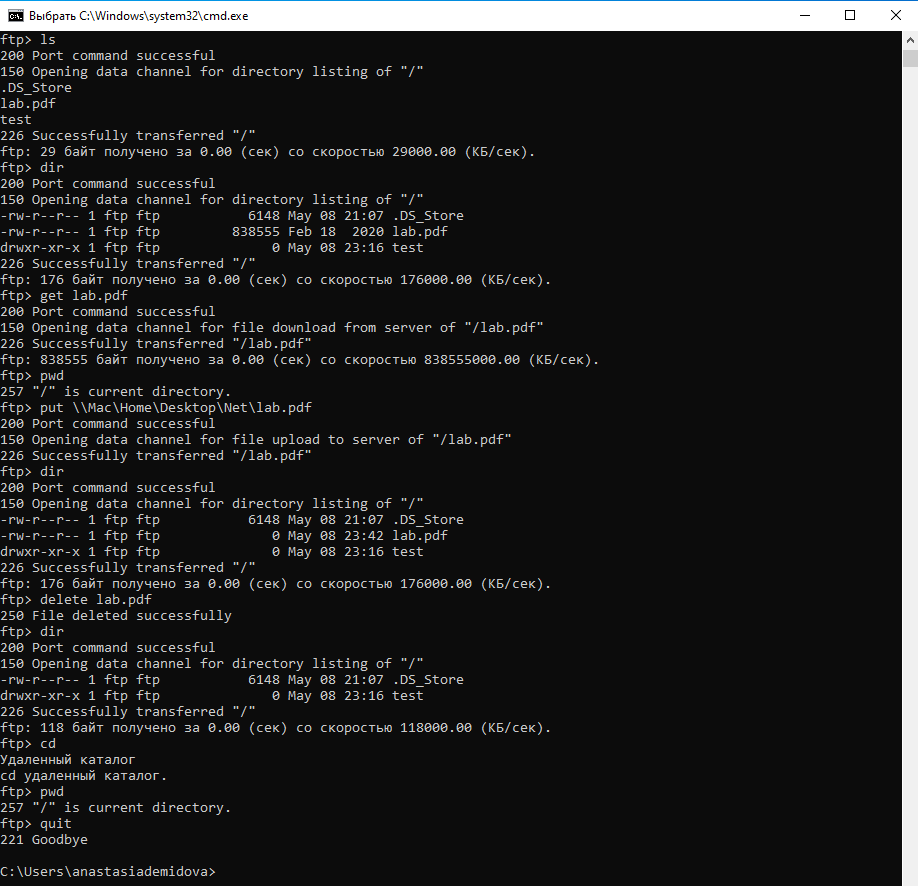 Выбрать C:\Windows\system32\cmd.exe
ftp> ls
200 Port command successful
150 Opening data channel for directory listing of "/"
.DS_Store
lab.pdf
test
226 Successfully transferred "/"
ftp: 29 байт получено за 0.00 (сек) со скоростью 29000.00 (КБ/сек).
ftp> dir
200 Port command successful
150 Opening data channel for directory listing of "/"
-rw-r--r-- 1 ftp ftp           6148 May 08 21:07 .DS_Store
-rw-r--r-- 1 ftp ftp         838555 Feb 18  2020 lab.pdf
drwxr-xr-x 1 ftp ftp              0 May 08 23:16 test
226 Successfully transferred "/"
ftp: 176 байт получено за 0.00 (сек) со скоростью 176000.00 (КБ/сек).
ftp> get lab.pdf
200 Port command successful
150 Opening data channel for file download from server of "/lab.pdf"
226 Successfully transferred "/lab.pdf"
ftp: 838555 байт получено за 0.00 (сек) со скоростью 838555000.00 (КБ/сек).
ftp> pwd
257 "/" is current directory.
ftp> put \\Mac\Home\Desktop\Net\lab.pdf
200 Port command successful
150 Opening data channel for file upload to server of "/lab.pdf"
226 Successfully transferred "/lab.pdf"
ftp> dir
200 Port command successful
150 Opening data channel for directory listing of "/"
-rw-r--r-- 1 ftp ftp           6148 May 08 21:07 .DS_Store
-rw-r--r-- 1 ftp ftp              0 May 08 23:42 lab.pdf
drwxr-xr-x 1 ftp ftp              0 May 08 23:16 test
226 Successfully transferred "/"
ftp: 176 байт получено за 0.00 (сек) со скоростью 176000.00 (КБ/сек).
ftp> delete lab.pdf
250 File deleted successfully
ftp> dir
200 Port command successful
150 Opening data channel for directory listing of "/"
-rw-r--r-- 1 ftp ftp           6148 May 08 21:07 .DS_Store
drwxr-xr-x 1 ftp ftp              0 May 08 23:16 test
226 Successfully transferred "/"
ftp: 118 байт получено за 0.00 (сек) со скоростью 118000.00 (КБ/сек).
ftp> cd
Удаленный каталог
cd удаленный каталог.
ftp> pwd
257 "/" is current directory.
ftp> quit
221 Goodbye
C:\Users\anastasiademidova>